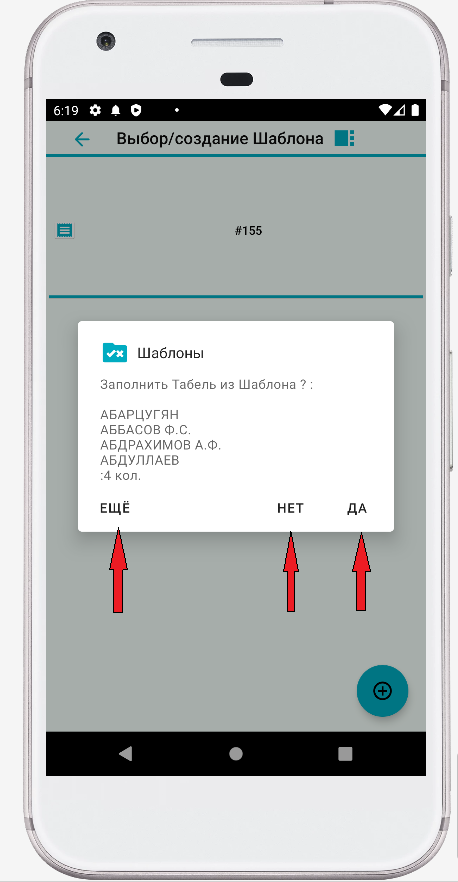 6:19
Выбор/создание Шаблона
#155
Шаблоны
Заполнить Табель из Шаблона ? :
АБАРЦУГЯН
АББАСОВ Ф.С.
АБДРАХИМОВ А.Ф.
АБДУЛЛАЕВ
:4 кол.
ЕЩЁ НЕТ ДА